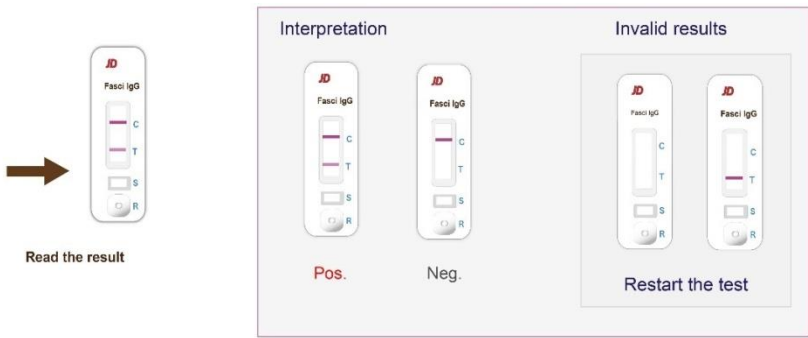 JD
Fasci IgG
C
T
S
R
Read the result
Interpretation
JD
Fasci IgG
C
T
S
R
Pos.
JD
Fasci IgG
C
T
S
R
Neg.
Invalid results
JD
Fasci IgG
C
T
S
R
JD
Fasci IgG
C
T
S
R
Restart the test